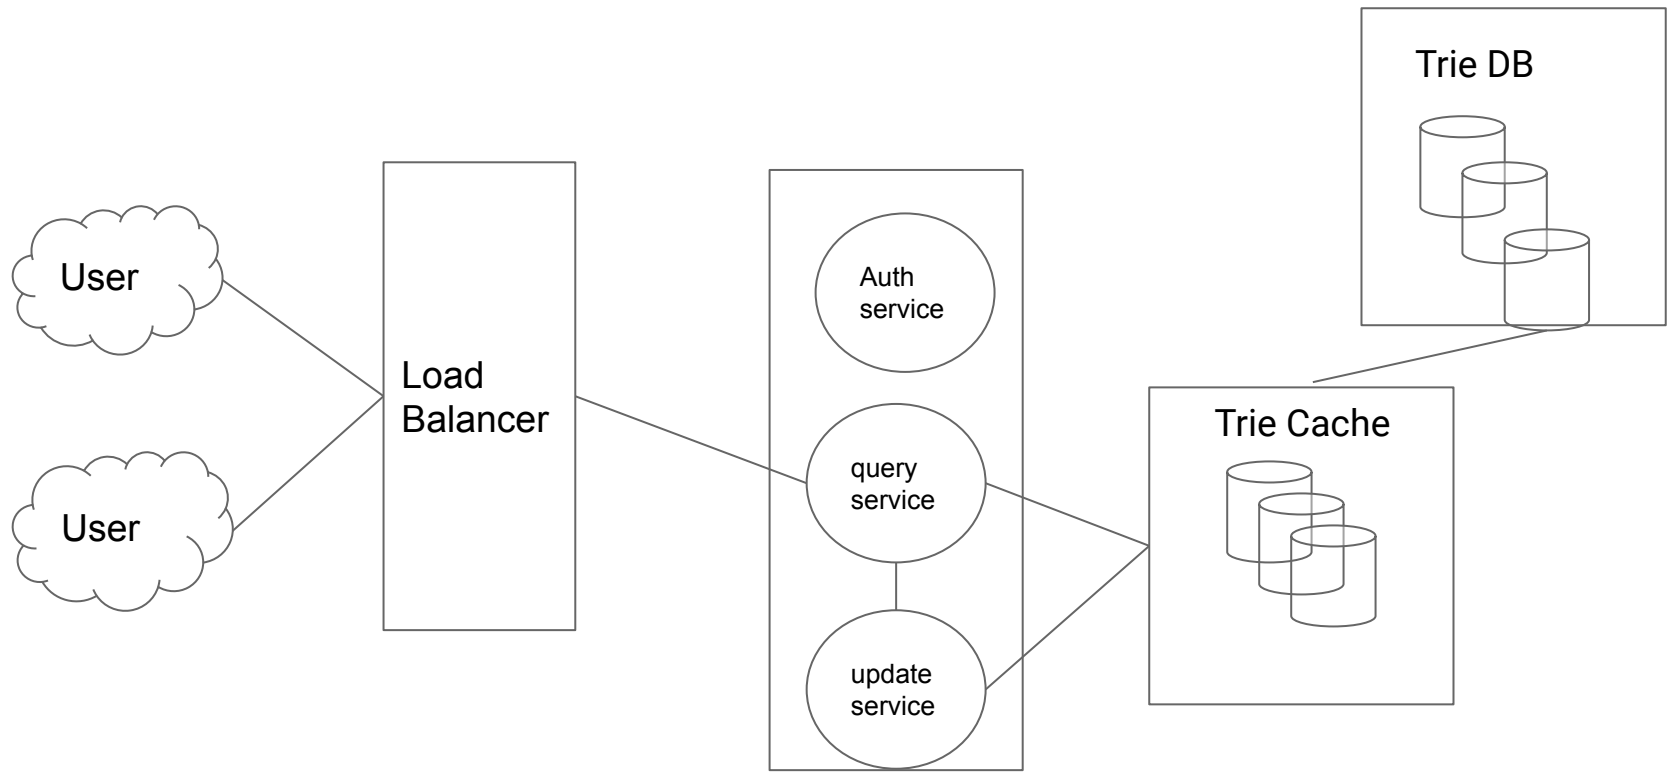 Trie DB
User
Load
Balancer
Auth
service
Trie Cache
query
service
User
update
service